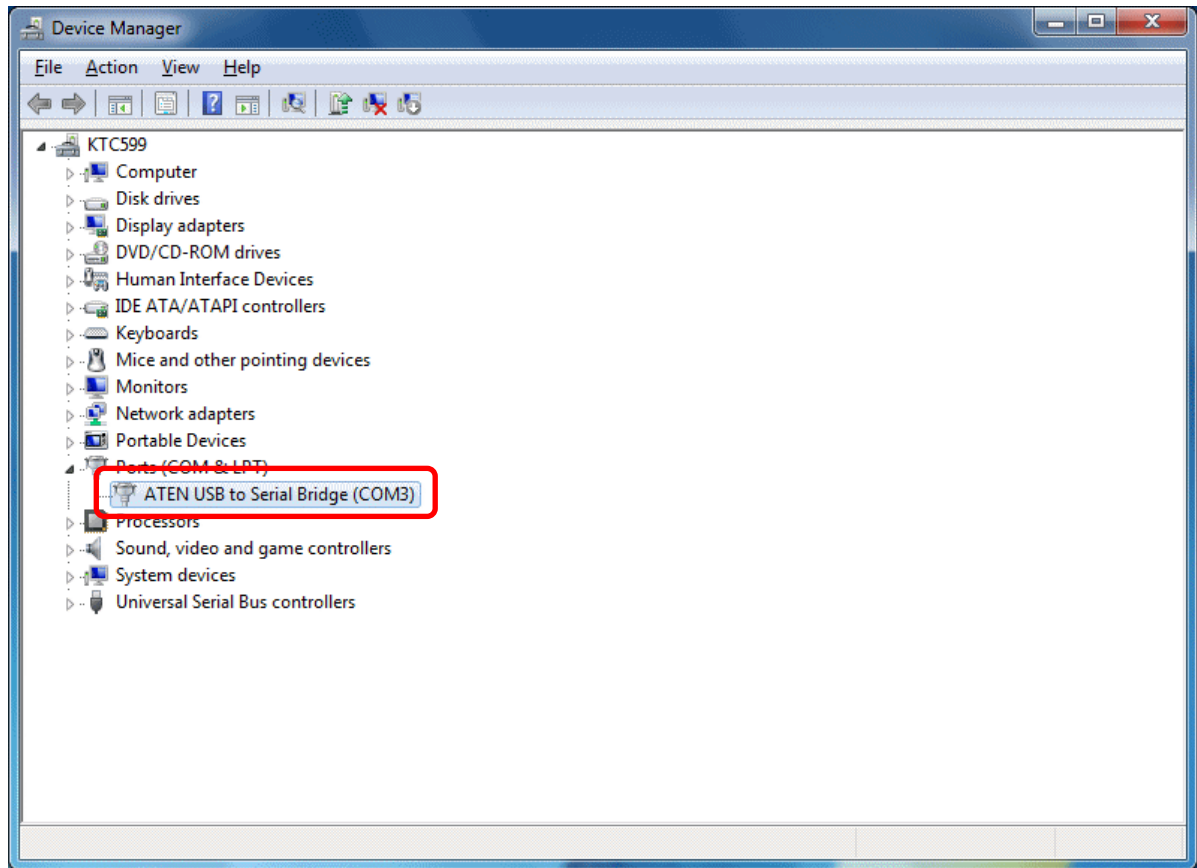 Device Manager
File Action View Help
KTC599
Computer
Disk drives
Display adapters
DVD/CD-ROM drives
Human Interface Devices
IDE ATA/ATAPI controllers
Keyboards
Mice and other pointing devices
Monitors
Network adapters
Portable Devices
Ports (COM & LPT)
ATEN USB to Serial Bridge (COM3)
Processors
Sound, video and game controllers
System devices
Universal Serial Bus controllers